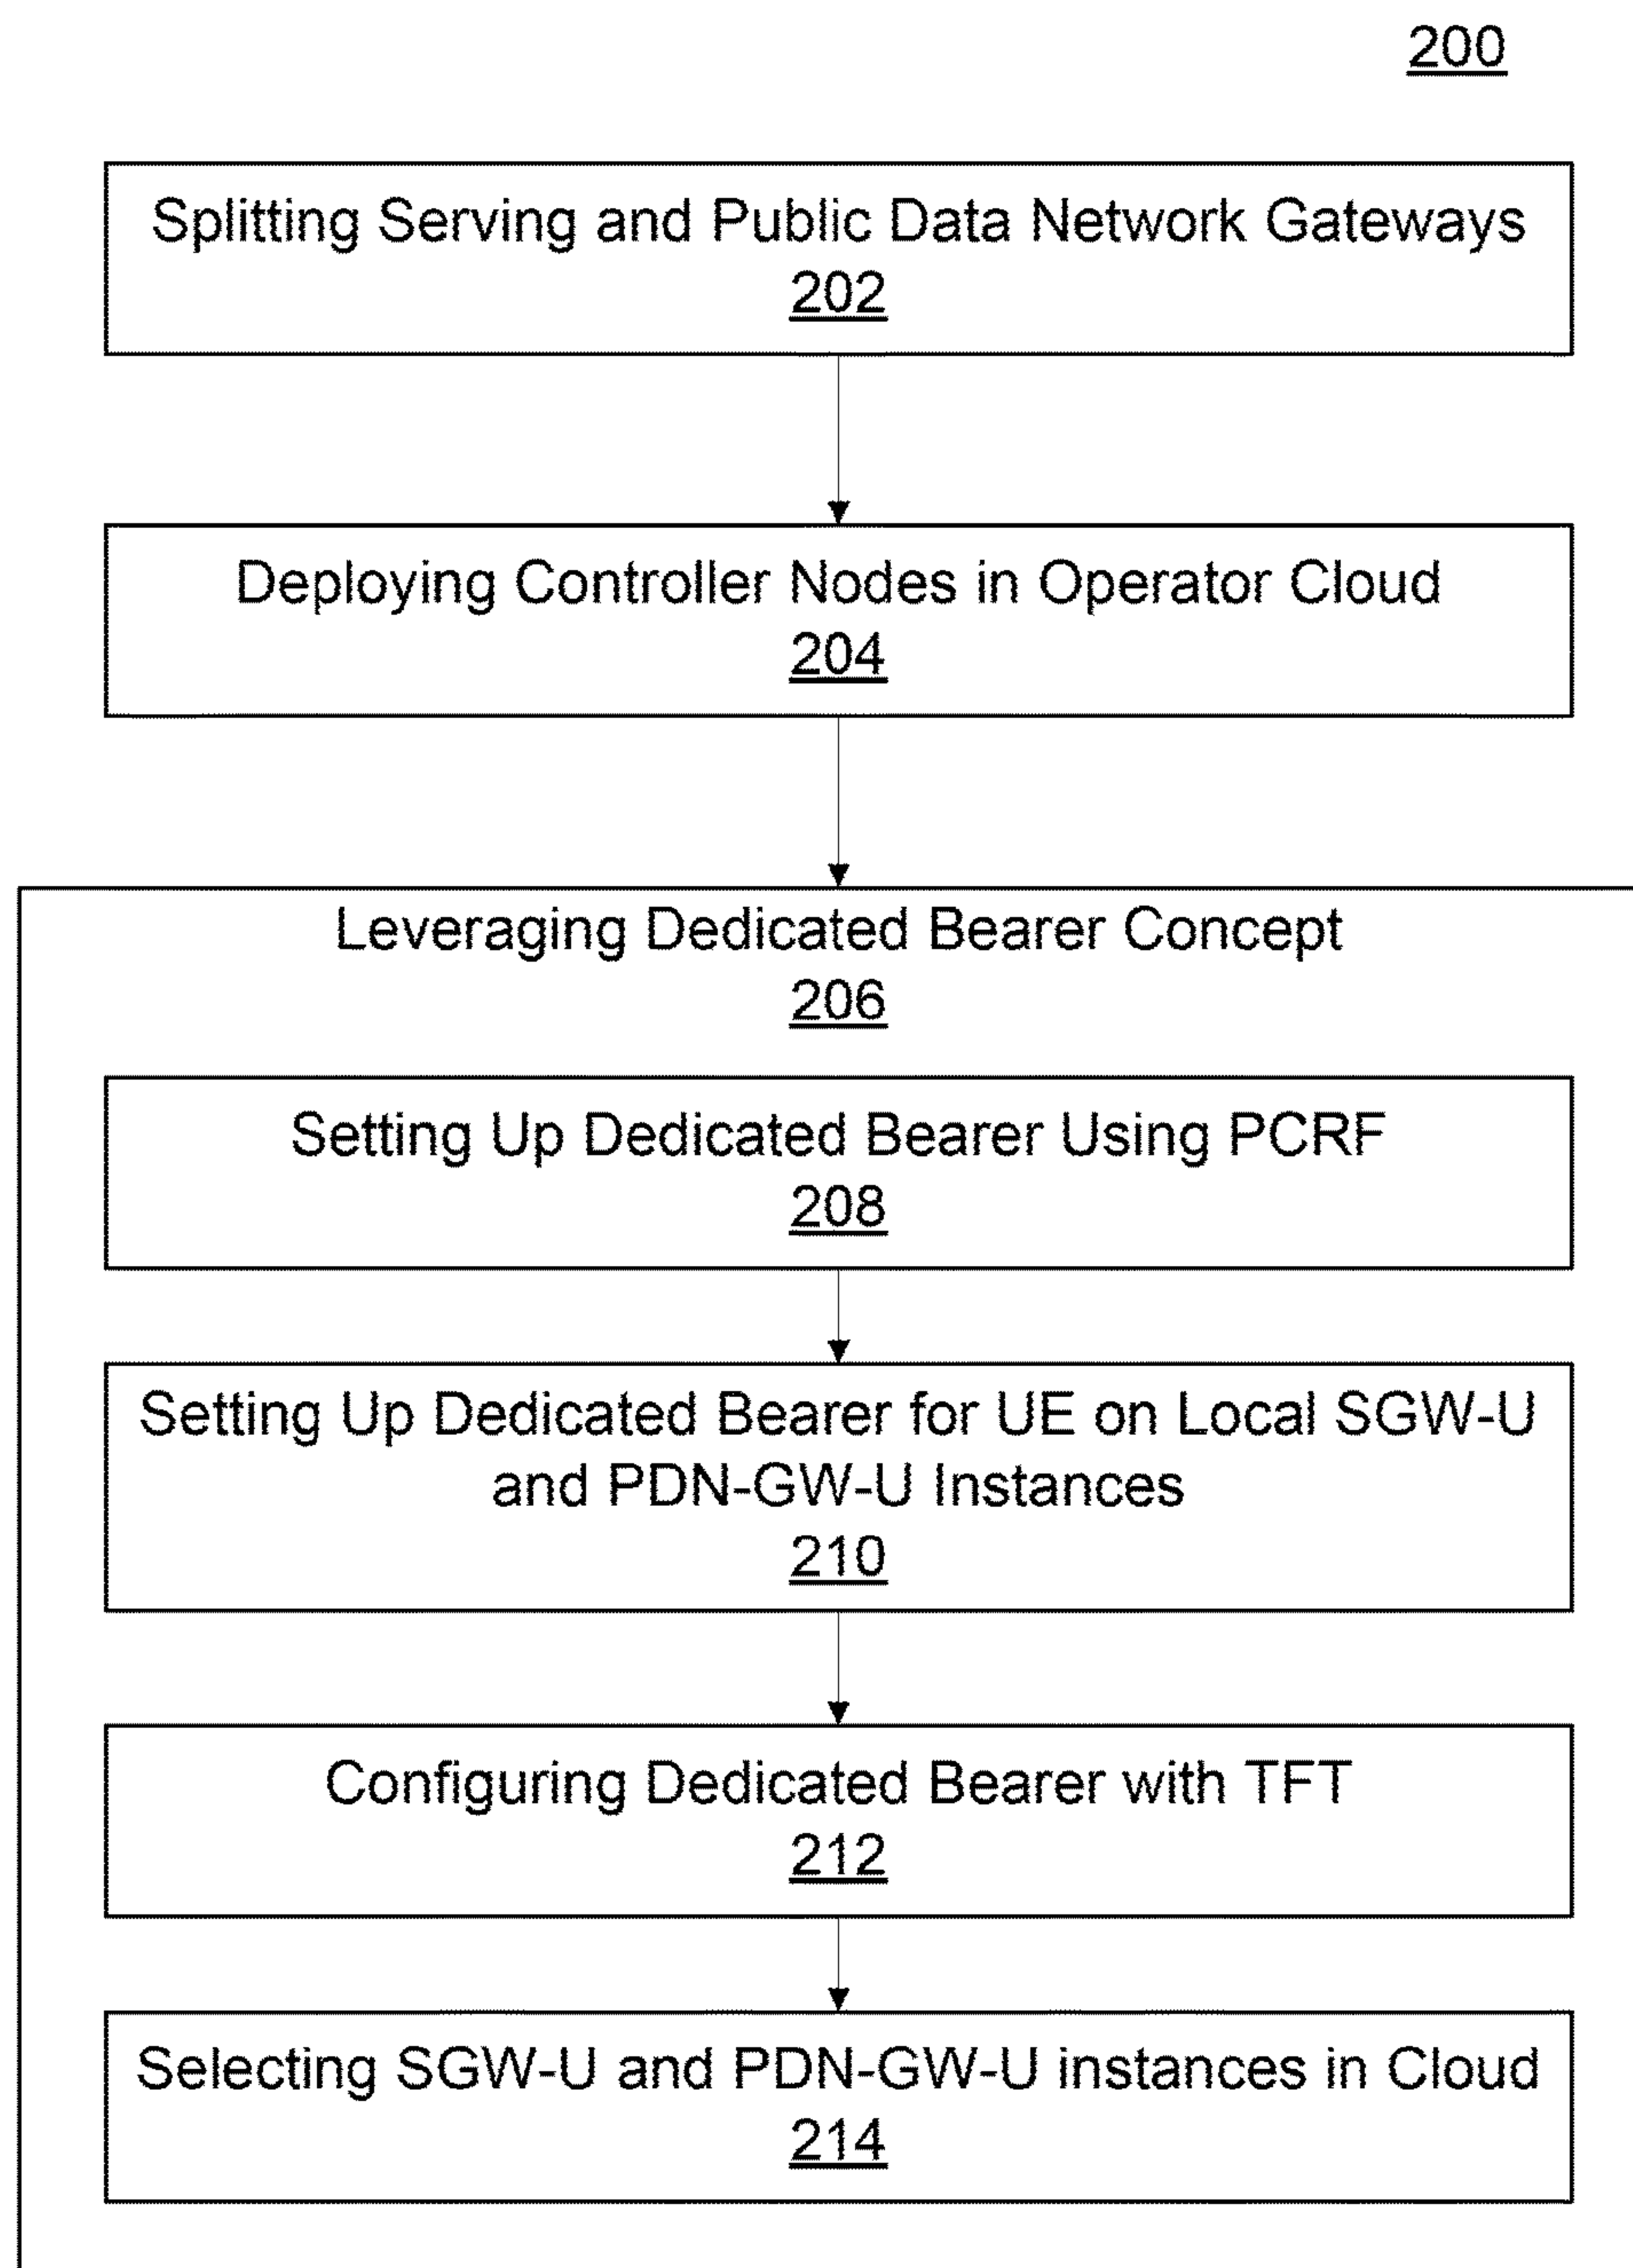 200
Splitting Serving and Public Data Network Gateways
202
Deploying Controller Nodes in Operator Cloud
204
Leveraging Dedicated Bearer Concept
206
Setting Up Dedicated Bearer Using PCRF
208
Setting Up Dedicated Bearer for UE on Local SGW-U
and PDN-GW-U Instances
210
Configuring Dedicated Bearer with TFT
212
Selecting SGW-U and PDN-GW-U instances in Cloud
214